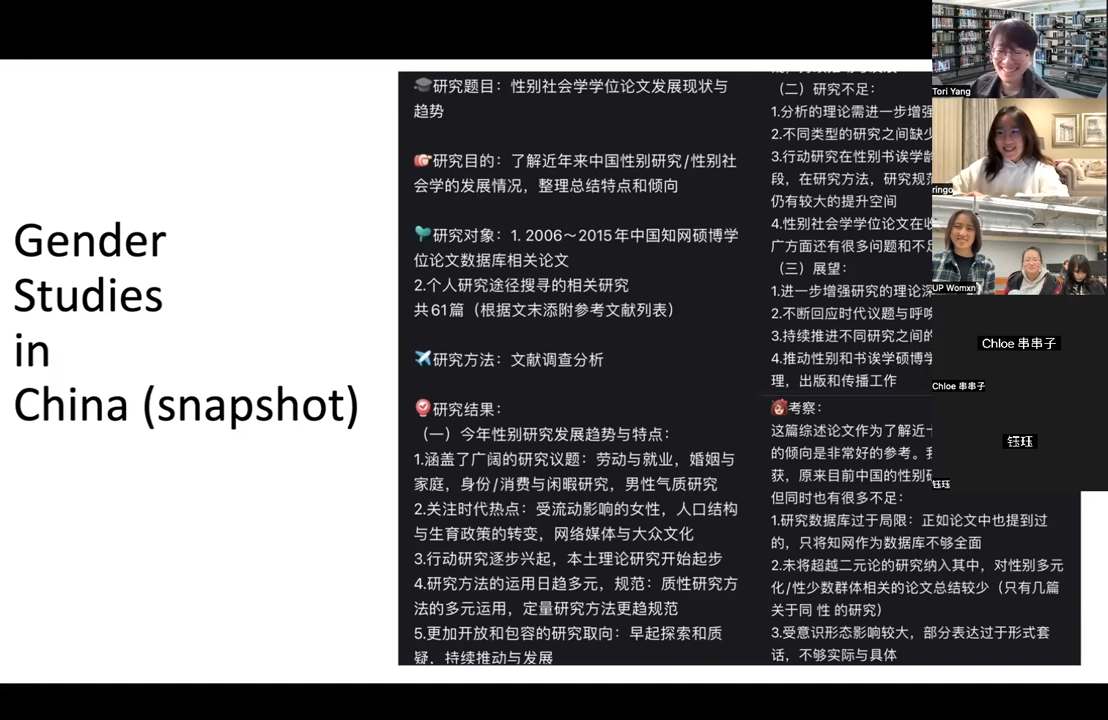 Gender
Studies
in
China (snapshot)
研究题目：性别社会学学位论文发展现状与
趋势
研究目的：了解近年来中国性别研究/性别社
会学的发展情况，整理总结特点和倾向
研究对象：1. 2006～2015年中国知网硕博学
位论文数据库相关论文
2.个人研究途径搜寻的相关研究
共61篇（根据文末添附参考文献列表）
研究方法：文献调查分析
研究结果：
（一）今年性别研究发展趋势与特点：
1.涵盖了广阔的研究议题：劳动与就业，婚姻与
家庭，身份/消费与闲暇研究，男性气质研究
2.关注时代热点：受流动影响的女性，人口结构
与生育政策的转变，网络媒体与大众文化
3.行动研究逐步兴起，本土理论研究开始起步
4.研究方法的运用日趋多元，规范：质性研究方
法的多元运用，定量研究方法更趋规范
5.更加开放和包容的研究取向：早起探索和质
疑，持续推动与发展
（二）研究不足：
1.分析的理论需进一步增强
2.不同类型的研究之间缺少
3.行动研究在性别书诶学龄
段，在研究方法，研究规范
仍有较大的提升空间
4.性别社会学学位论文在收
广方面还有很多问题和不足
（三）展望：
1.进一步增强研究的理论深
2.不断回应时代议题与呼唤
3.持续推进不同研究之间的
4.推动性别和书诶学硕博学
理，出版和传播工作
考察：
这篇综述论文作为了解近十
的倾向是非常好的参考。我
获，原来目前中国的性别研
但同时也有很多不足：
1.研究数据库过于局限：正如论文中也提到过
的，只将知网作为数据库不够全面
2.未将超越二元论的研究纳入其中，对性别多元
化/性少数群体相关的论文总结较少（只有几篇
关于同 性 的研究）
3.受意识形态影响较大，部分表达过于形式套
话，不够实际与具体
Tori Yang
ringo
UP Womxn
Chloe 串串子
Chloe 串串子
钰珏
钰珏